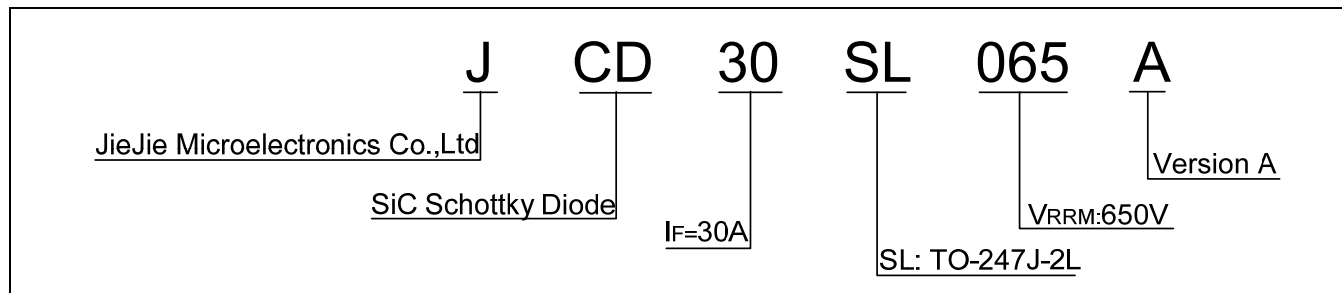 J CD 30 SL 065 A
JieJie Microelectronics Co.,Ltd
Version A
SiC Schottky Diode
VRRM:650V
IF=30A
SL: TO-247J-2L